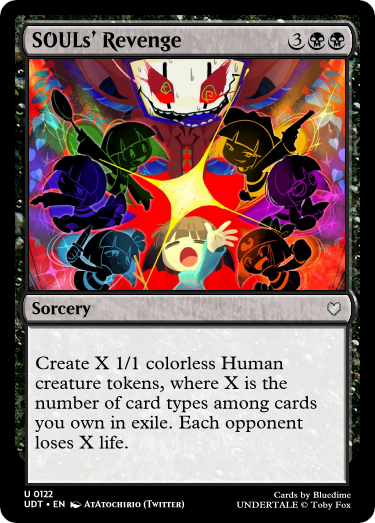 SOULs' Revenge 3
Sorcery
Create X 1/1 colorless Human
creature tokens, where X is the
number of card types among cards
you own in exile. Each opponent
loses X life.
U 0122 Cards by Bluedime
UDT • EN AtAtochirio (Twitter) UNDERTALE © Toby Fox